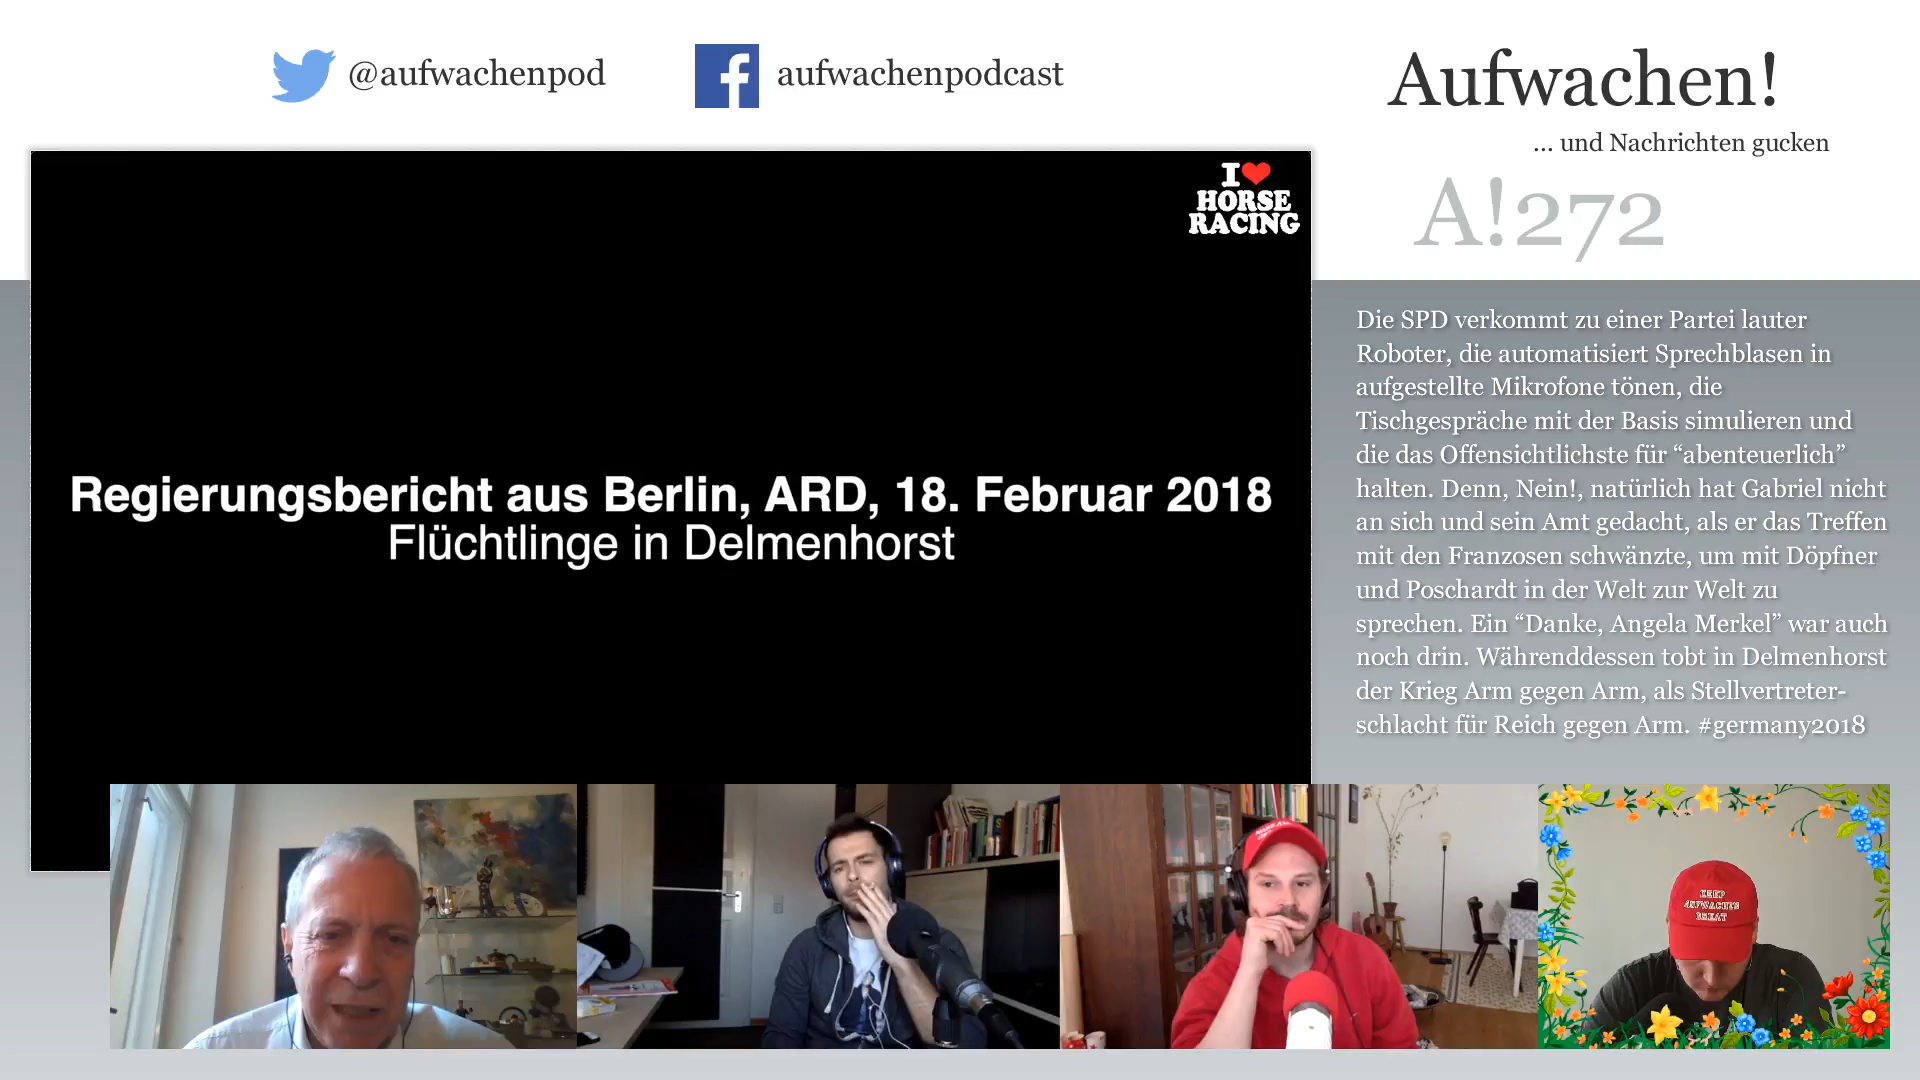 @aufwachenpod
aufwachenpodcast
Aufwachen!
... und Nachrichten gucken
A!272
I
HORSE
RACING
Regierungsbericht aus Berlin, ARD, 18. Februar 2018
Flüchtlinge in Delmenhorst
Die SPD verkommt zu einer Partei lauter
Roboter, die automatisiert Sprechblasen in
aufgestellte Mikrofone tönen, die
Tischgespräche mit der Basis simulieren und
die das Offensichtlichste für “abenteuerlich”
halten. Denn, Nein!, natürlich hat Gabriel nicht
an sich und sein Amt gedacht, als er das Treffen
mit den Franzosen schwänzte, um mit Döpfner
und Poschardt in der Welt zur Welt zu
sprechen. Ein “Danke, Angela Merkel” war auch
noch drin. Währenddessen tobt in Delmenhorst
der Krieg Arm gegen Arm, als Stellvertreter-
schlacht für Reich gegen Arm. #germany2018
KEEP
AUFWACHEN
GREAT